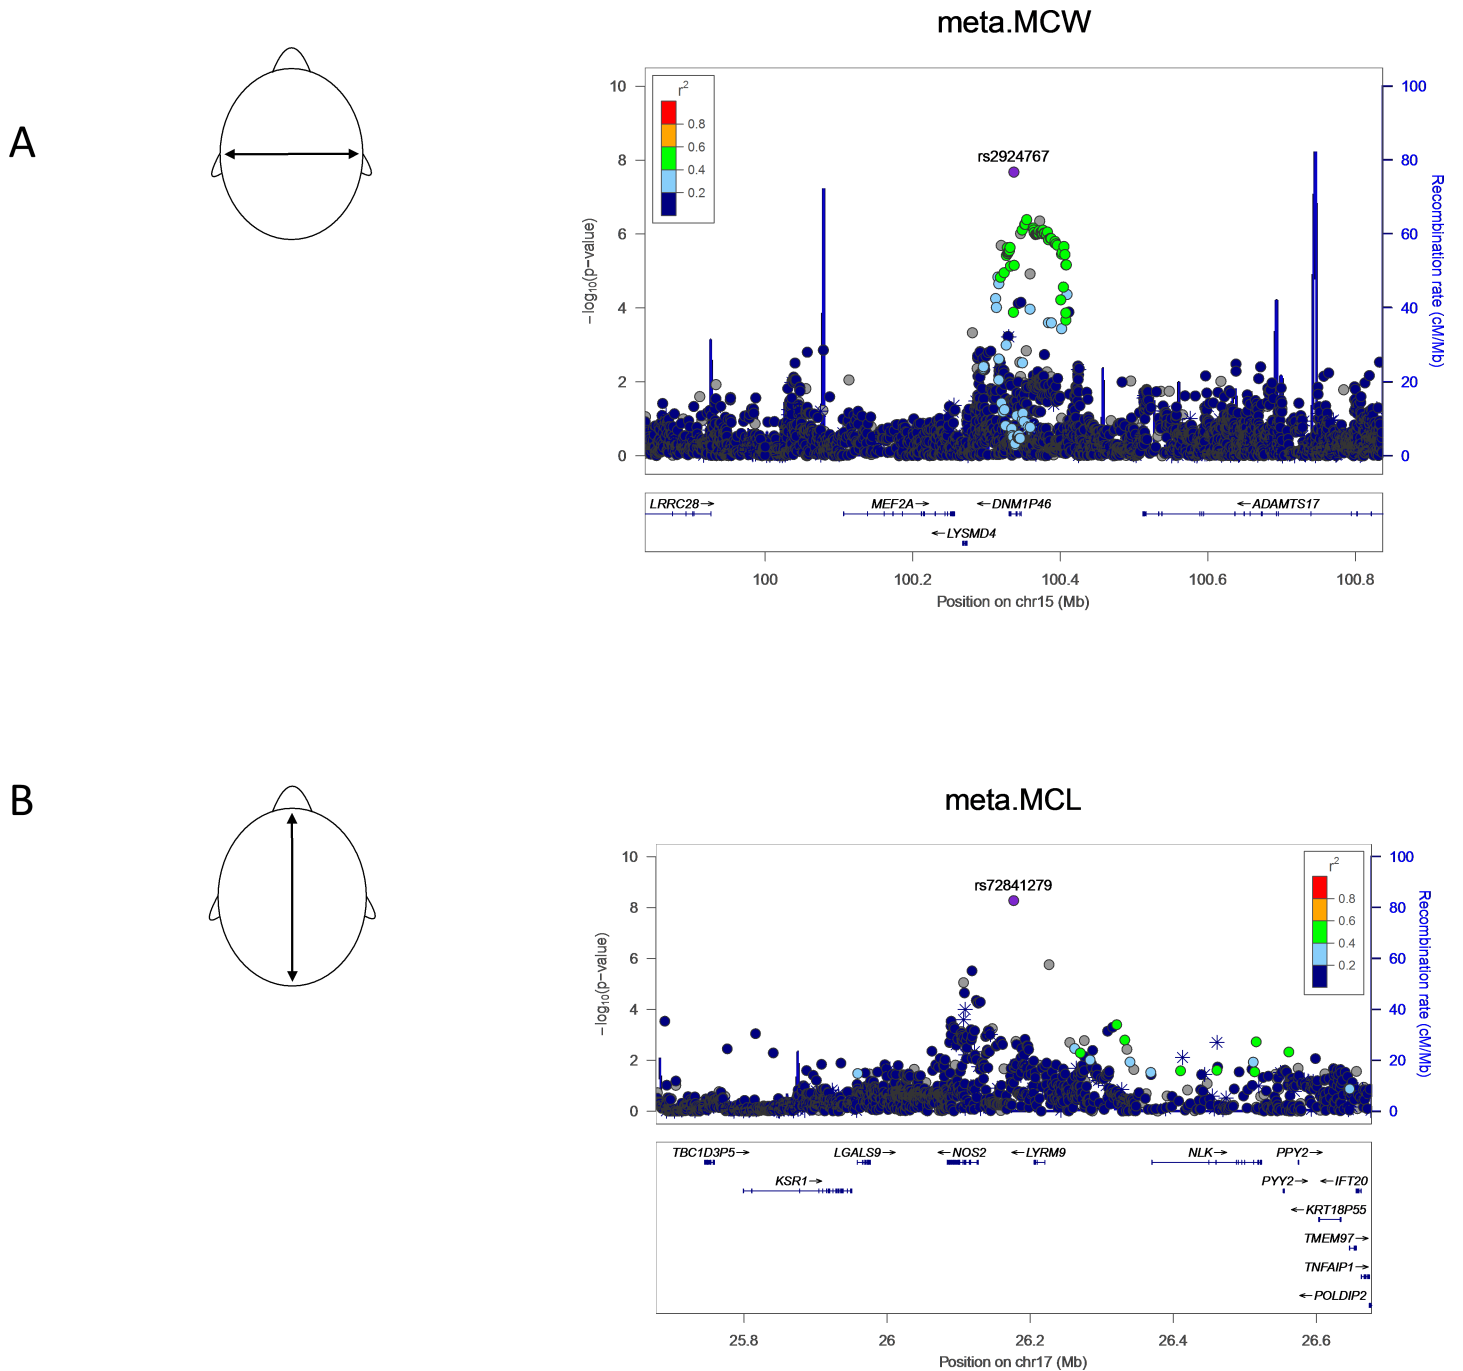 A
meta.MCW
r2
0.8
0.6
0.4
0.2
rs2924767
10
8
6
4
2
0
−log10(p−value)
100
80
60
40
20
0
Recombination rate (cM/Mb)
LRRC28→
MEF2A→
←DNM1P46
←ADAMTS17
←LYSMD4
100
100.2
100.4
100.6
100.8
Position on chr15 (Mb)
B
meta.MCL
r2
0.8
0.6
0.4
0.2
rs72841279
10
8
6
4
2
0
−log10(p−value)
100
80
60
40
20
0
Recombination rate (cM/Mb)
TBC1D3P5→
LGALS9→
←NOS2
←LYRM9
NLK→
PPY2→
KSR1→
PYY2→
←IFT20
←KRT18P55
TMEM97→
TNFAIP1→
←POLDIP2
25.8
26
26.2
26.4
26.6
Position on chr17 (Mb)